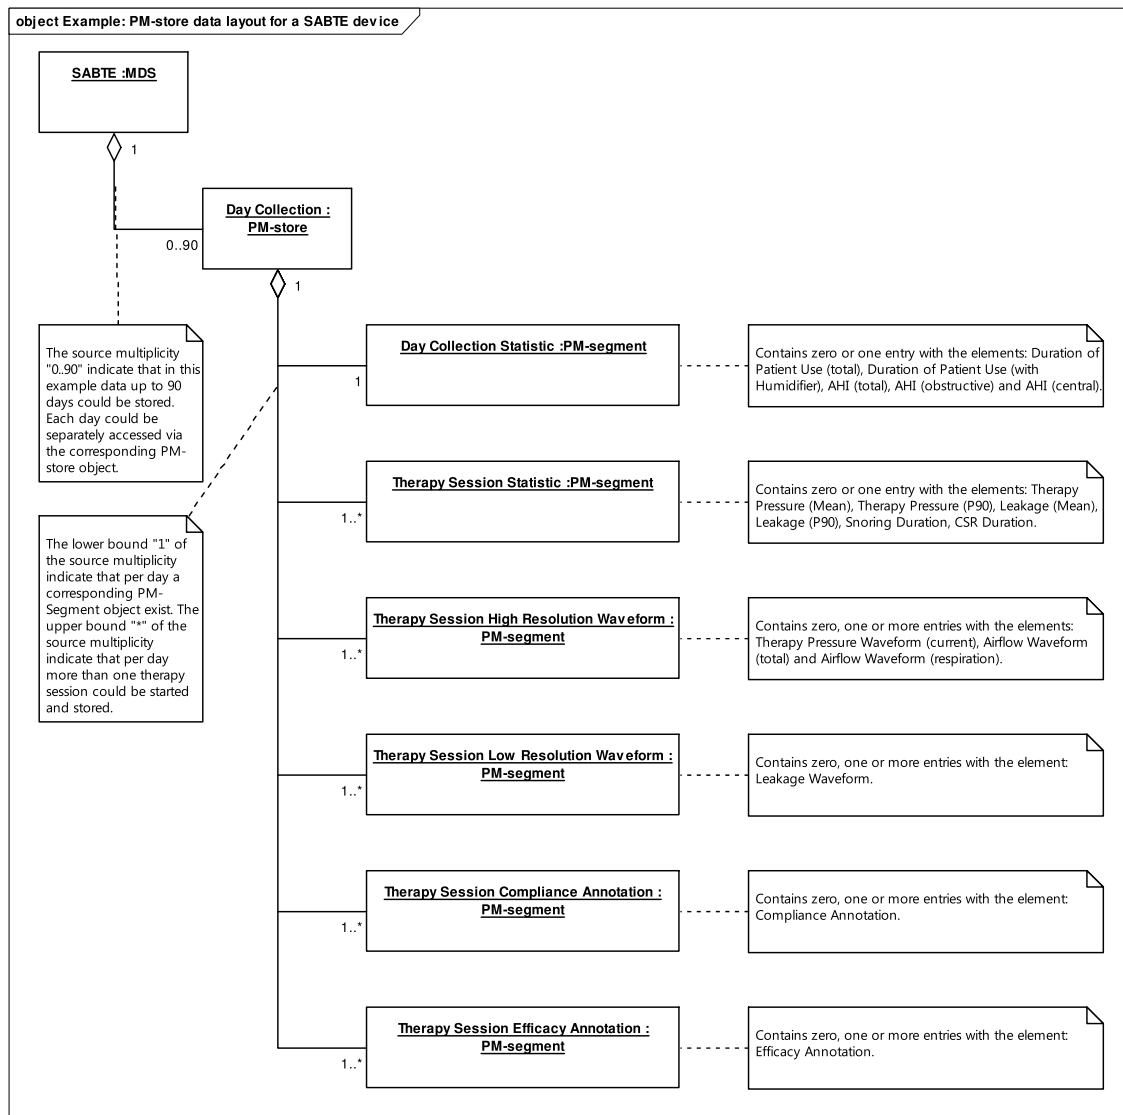 object Example: PM-store data layout for a SABTE device
SABTE :MDS
1
Day Collection :
PM-store
0..90
1
The source multiplicity
"0..90" indicate that in this
example data up to 90
days could be stored.
Each day could be
separately accessed via
the corresponding PM-
store object.
Day Collection Statistic :PM-segment
1
Contains zero or one entry with the elements: Duration of
Patient Use (total), Duration of Patient Use (with
Humidifier), AHI (total), AHI (obstructive) and AHI (central).
Therapy Session Statistic :PM-segment
1..*
Contains zero or one entry with the elements: Therapy
Pressure (Mean), Therapy Pressure (P90), Leakage (Mean),
Leakage (P90), Snoring Duration, CSR Duration.
The lower bound "1" of
the source multiplicity
indicate that per day a
corresponding PM-
Segment object exist. The
upper bound "*" of the
source multiplicity
indicate that per day
more than one therapy
session could be started
and stored.
Therapy Session High Resolution Waveform :
PM-segment
1..*
Contains zero, one or more entries with the elements:
Therapy Pressure Waveform (current), Airflow Waveform
(total) and Airflow Waveform (respiration).
Therapy Session Low Resolution Waveform :
PM-segment
1..*
Contains zero, one or more entries with the element:
Leakage Waveform.
Therapy Session Compliance Annotation :
PM-segment
1..*
Contains zero, one or more entries with the element:
Compliance Annotation.
Therapy Session Efficacy Annotation :
PM-segment
1..*
Contains zero, one or more entries with the element:
Efficacy Annotation.